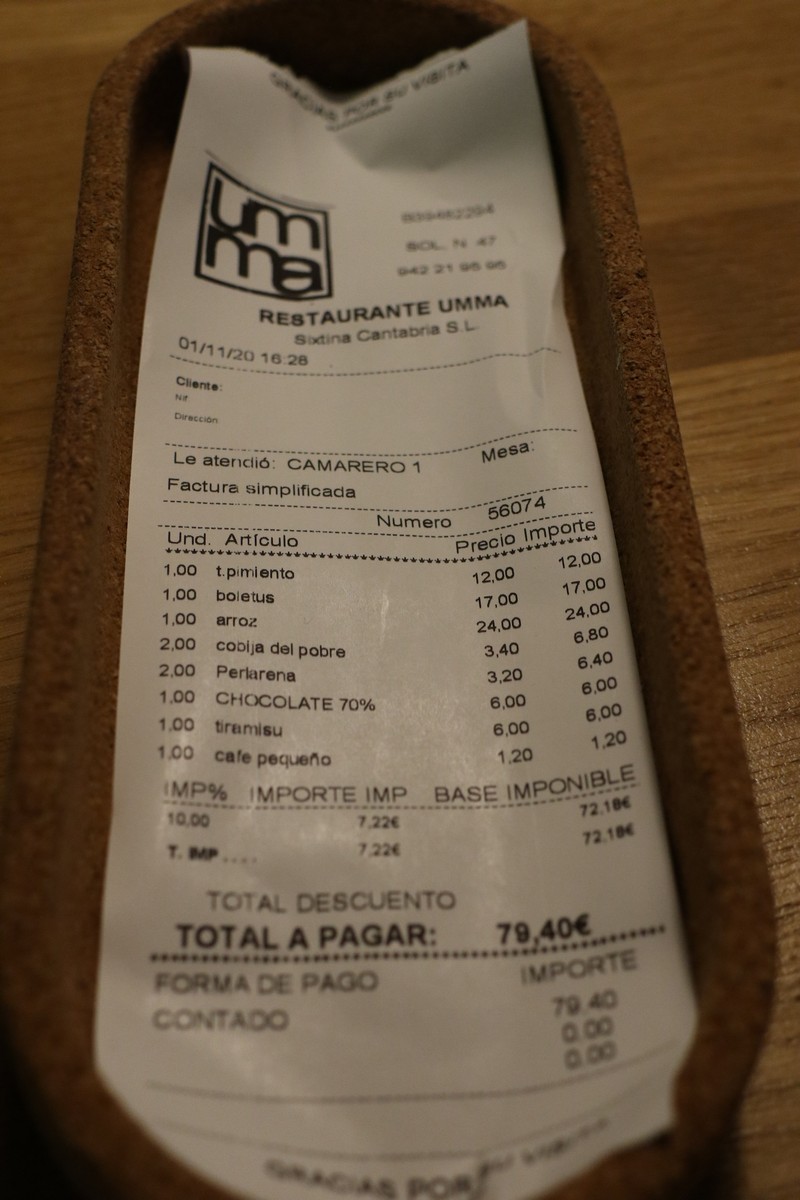 GRACIAS POR SU VISITA
um
ma
B39482294
SOL. N 47
942 21 95 95
RESTAURANTE UMMA
Sixtina Cantabria S.L.
01/11/20 16:28
Cliente:
Nif
Dirección
Le atendió: CAMARERO 1 Mesa:
Factura simplificada
Numero 56074
Und. Artículo Precio Importe
1,00 t.pimiento 12,00 12,00
1,00 boletus 17,00 17,00
1,00 arroz 24,00 24,00
2,00 cobija del pobre 3,40 6,80
2,00 Perlarena 3,20 6,40
1,00 CHOCOLATE 70% 6,00 6,00
1,00 tiramisu 6,00 6,00
1,00 cafe pequeño 1,20 1,20
IMP% IMPORTE IMP BASE IMPONIBLE
10,00 7,22€ 72,18€
T. IMP .... 7,22€ 72,18€
TOTAL DESCUENTO
TOTAL A PAGAR: 79,40€
FORMA DE PAGO IMPORTE
CONTADO 79.40
0.00
0.00
GRACIAS POR SU VISITA